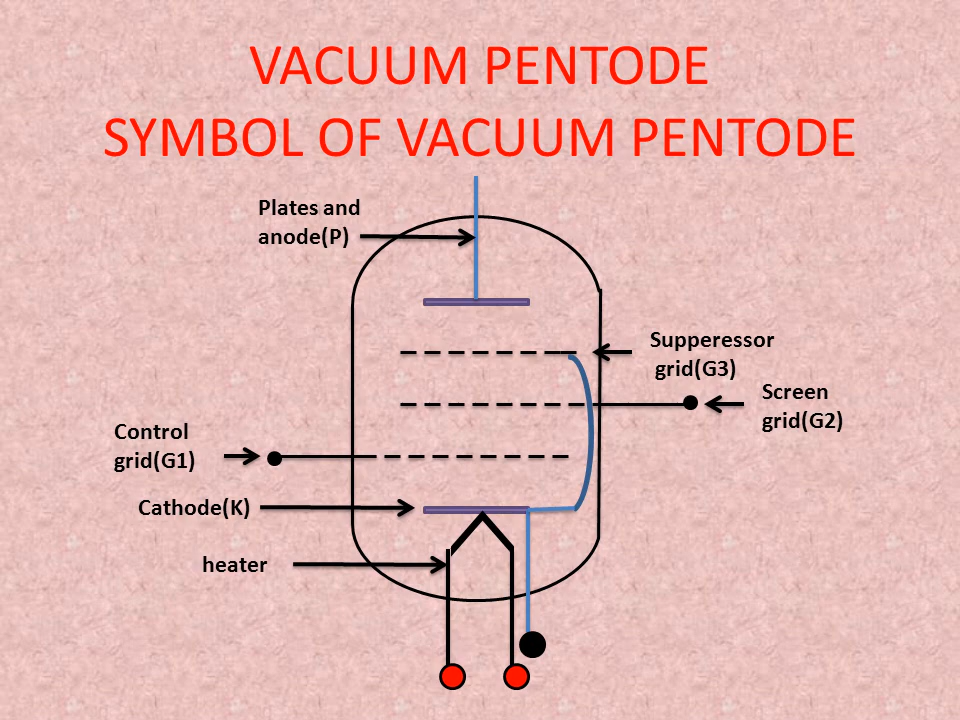 VACUUM PENTODE
SYMBOL OF VACUUM PENTODE
Plates and
anode(P)
Supperessor
grid(G3)
Screen
grid(G2)
Control
grid(G1)
Cathode(K)
heater